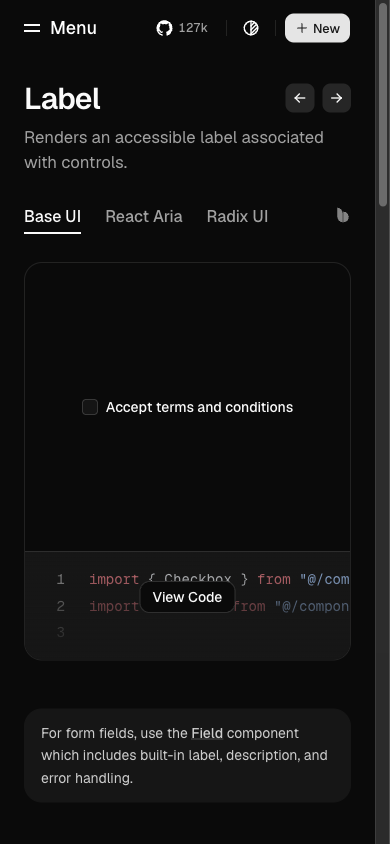 Menu
127k
New
Label
Renders an accessible label associated
with controls.
Base UI
React Aria
Radix UI
Accept terms and conditions
1 import { Checkbox } from "@/com
2 import from "@/compon
View Code
3
For form fields, use the Field component
which includes built-in label, description, and
error handling.